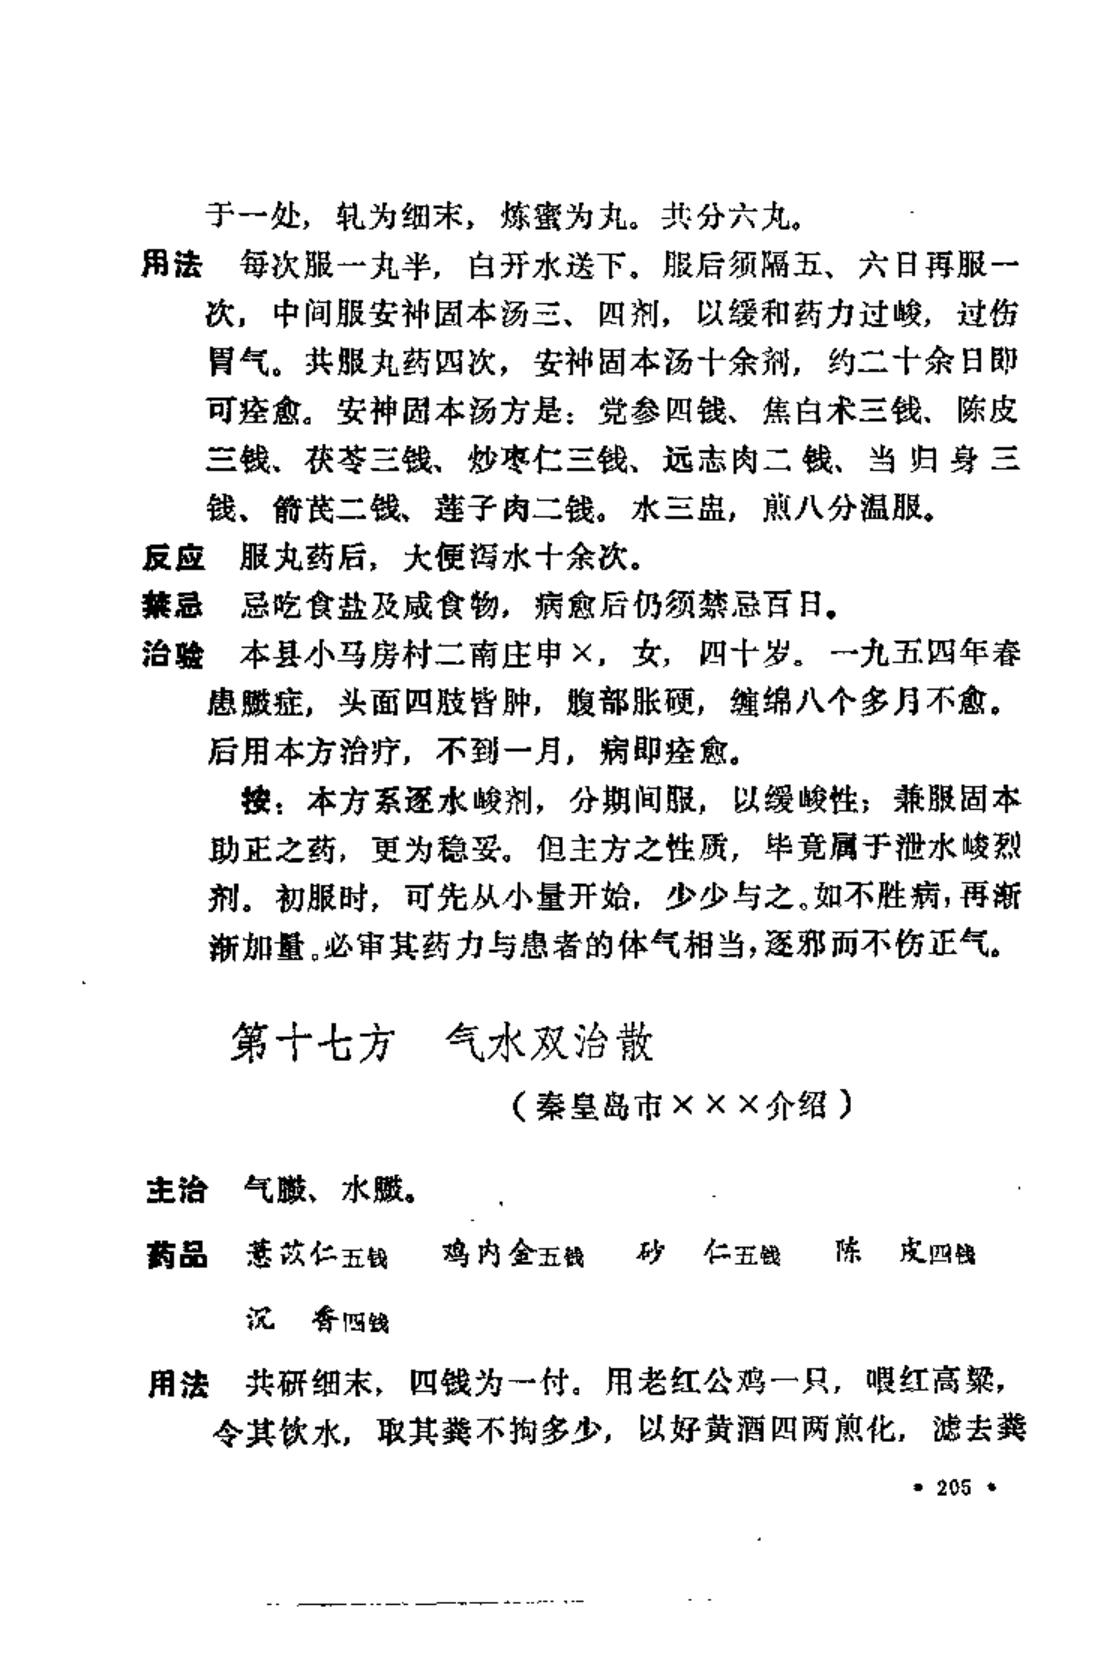 于一处，轧为细末，炼蜜为丸。共分六丸。
用法　每次服一丸半，白开水送下。服后须隔五、六日再服一
次，中间服安神固本汤三、四剂，以缓和药力过峻，过伤
胃气。共服丸药四次，安神固本汤十余剂，约二十余日即
可痊愈。安神固本汤方是：党参四钱、焦白术三钱、陈皮
三钱、茯苓三钱、炒枣仁三钱、远志肉二钱、当归身三
钱、箭芪二钱、莲子肉二钱。水三盅，煎八分温服。
反应　服丸药后，大便泻水十余次。
禁忌　忌吃食盐及咸食物，病愈后仍须禁忌百日。
治验　本县小马房村二南庄申×，女，四十岁。一九五四年春
患臌症，头面四肢皆肿，腹部胀硬，缠绵八个多月不愈。
后用本方治疗，不到一月，病即痊愈。
按：本方系逐水峻剂，分期间服，以缓峻性；兼服固本
助正之药，更为稳妥。但主方之性质，毕竟属于泄水峻烈
剂。初服时，可先从小量开始，少少与之。如不胜病，再渐
渐加量。必审其药力与患者的体气相当，逐邪而不伤正气。
第十七方　气水双治散
（秦皇岛市×××介绍）
主治　气臌、水臌。
药品　薏苡仁五钱　鸡内金五钱　砂　仁五钱　陈　皮四钱
沉　香四钱
用法　共研细末，四钱为一付。用老红公鸡一只，喂红高粱，
令其饮水，取其粪不拘多少，以好黄酒四两煎化，滤去粪
• 205 •